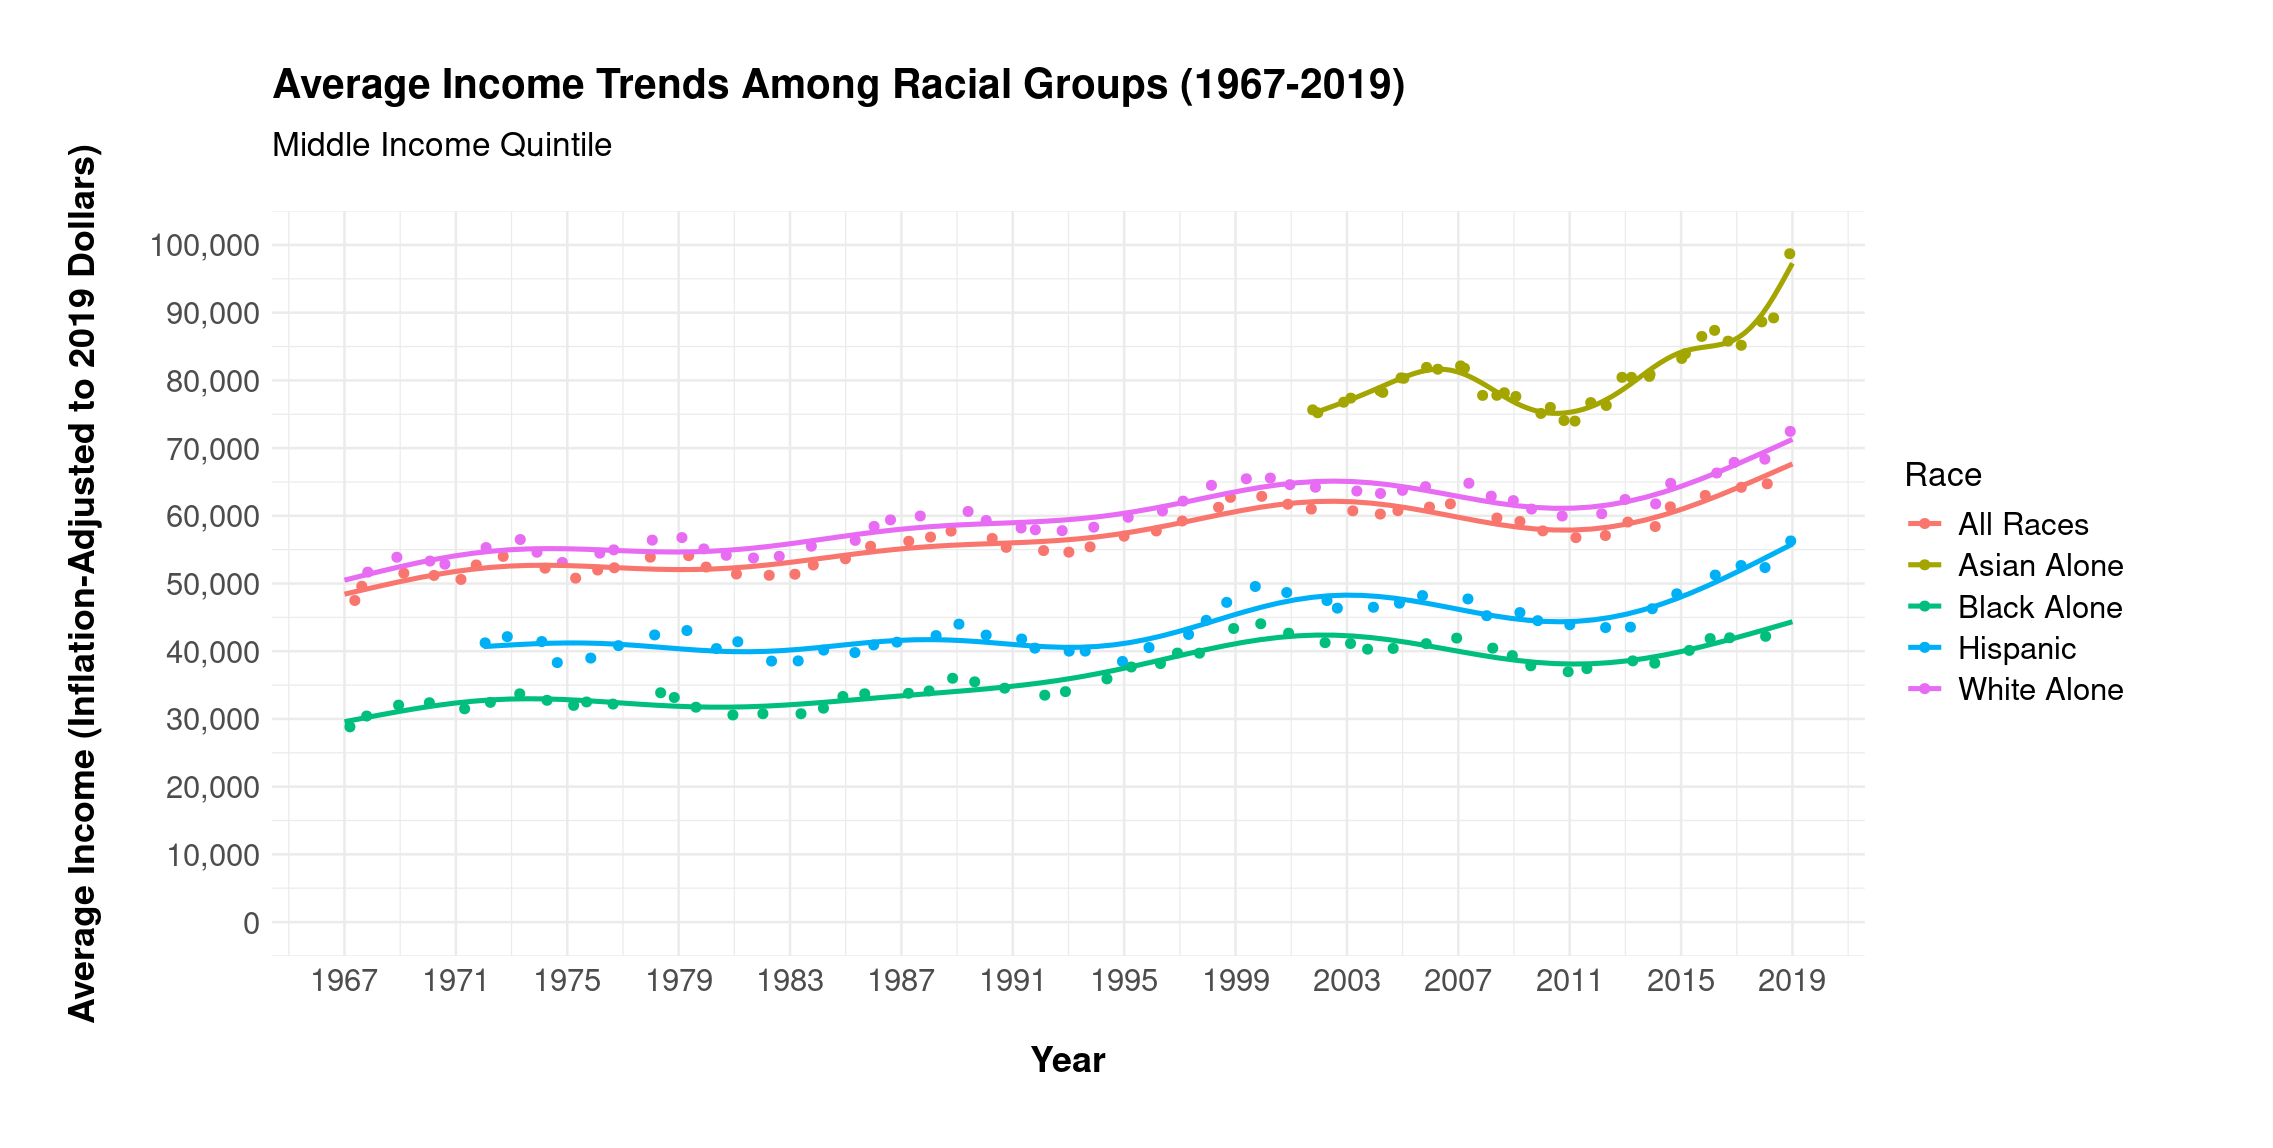 Average Income Trends Among Racial Groups (1967-2019)
Middle Income Quintile
Average Income (Inflation-Adjusted to 2019 Dollars)
100,000
90,000
80,000
70,000
60,000
50,000
40,000
30,000
20,000
10,000
0
1967 1971 1975 1979 1983 1987 1991 1995 1999 2003 2007 2011 2015 2019
Year
Race
All Races
Asian Alone
Black Alone
Hispanic
White Alone